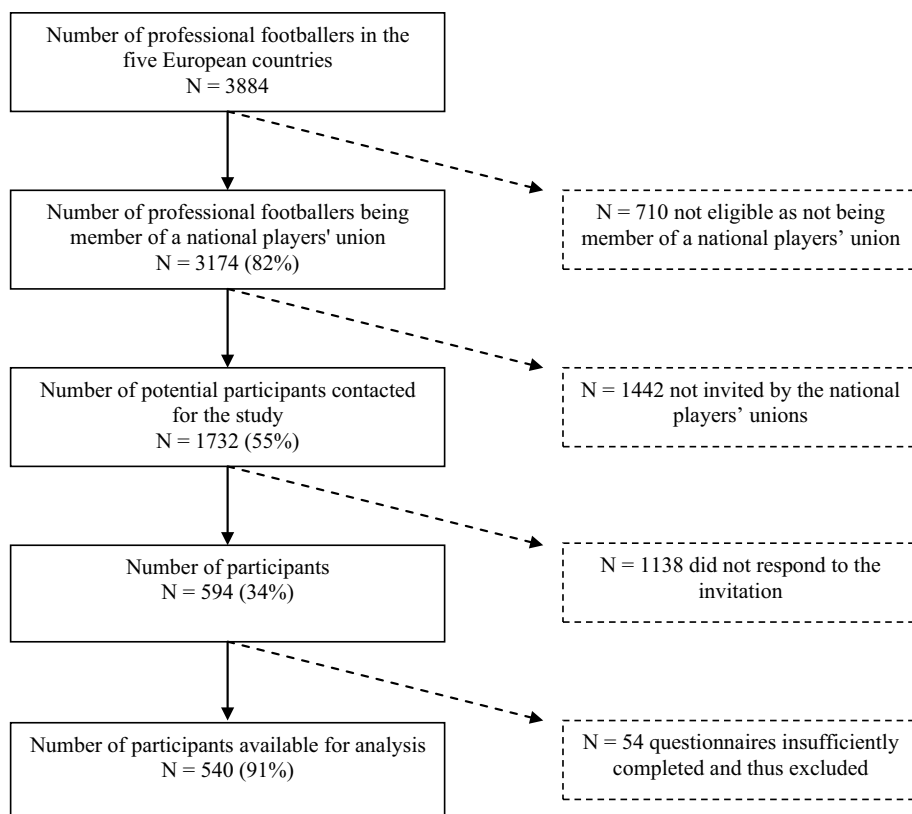 Number of professional footballers in the
five European countries
N = 3884
Number of professional footballers being
member of a national players' union
N = 3174 (82%)
N = 710 not eligible as not being
member of a national players’ union
Number of potential participants contacted
for the study
N = 1732 (55%)
N = 1442 not invited by the national
players’ unions
Number of participants
N = 594 (34%)
N = 1138 did not respond to the
invitation
Number of participants available for analysis
N = 540 (91%)
N = 54 questionnaires insufficiently
completed and thus excluded